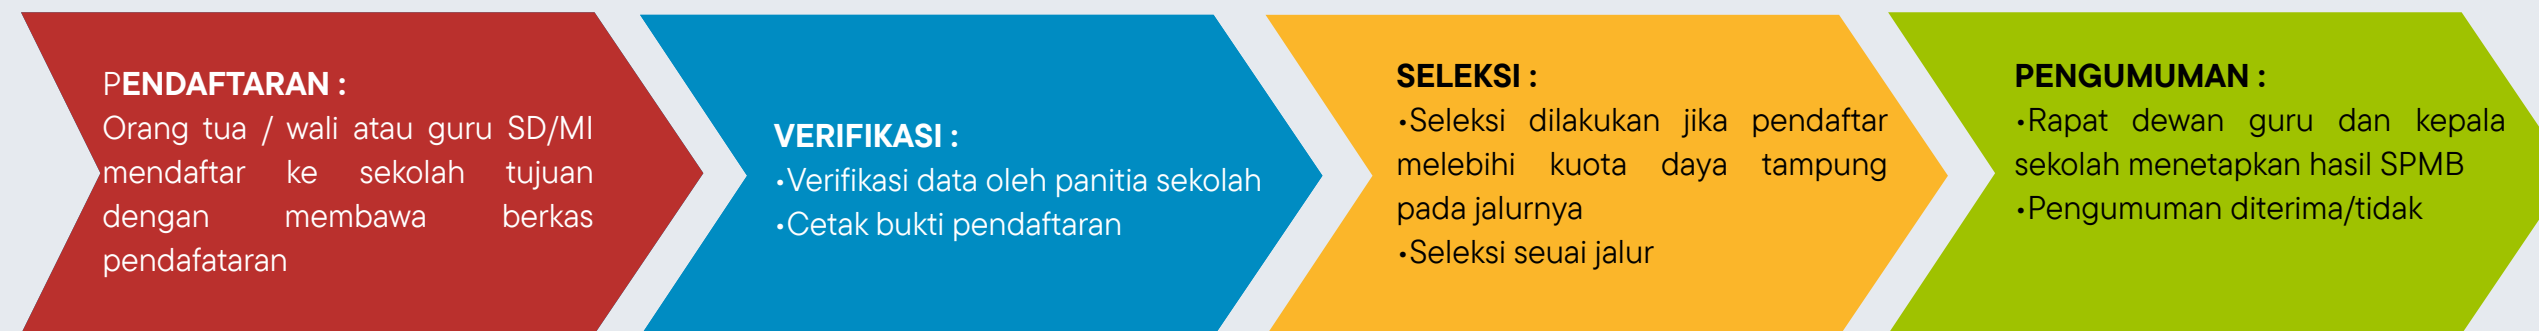 PENDAFTARAN :
Orang tua / wali atau guru SD/MI
mendaftar ke sekolah tujuan
dengan membawa berkas
pendafataran
VERIFIKASI :
•Verifikasi data oleh panitia sekolah
•Cetak bukti pendaftaran
SELEKSI :
•Seleksi dilakukan jika pendaftar
melebihi kuota daya tampung
pada jalurnya
•Seleksi seuai jalur
PENGUMUMAN :
•Rapat dewan guru dan kepala
sekolah menetapkan hasil SPMB
•Pengumuman diterima/tidak